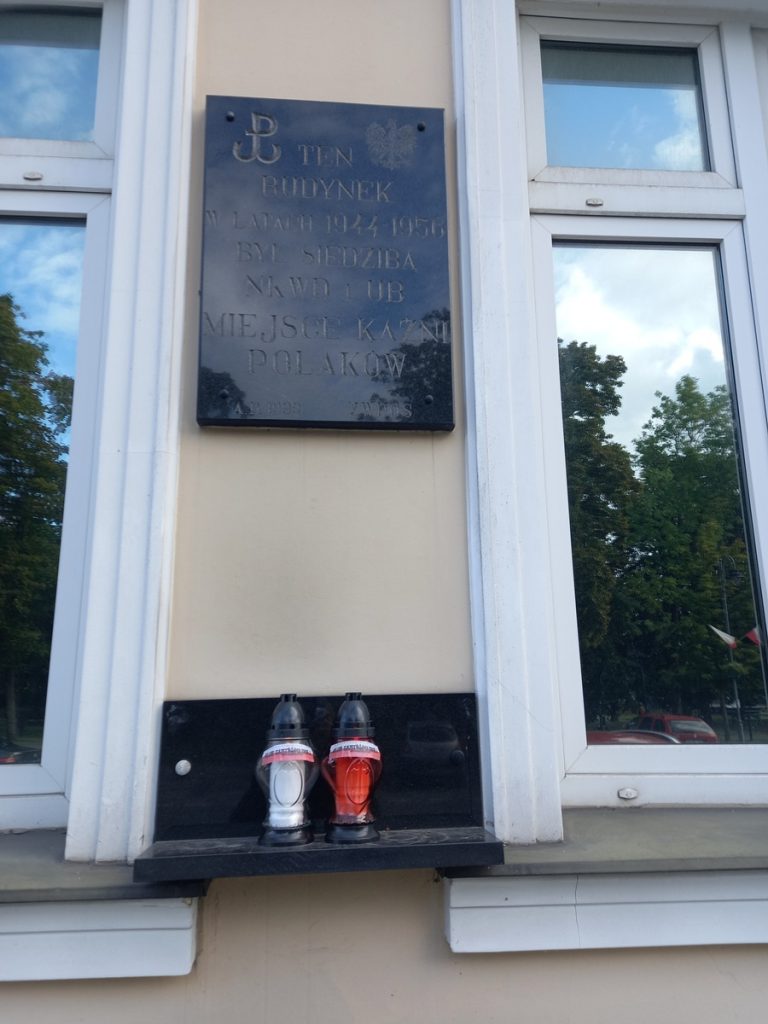 TEN
BUDYNEK
W LATACH 1944-1956
BYŁ SIEDZIBĄ
NKWD I UB
MIEJSCE KAŹNI
POLAKÓW